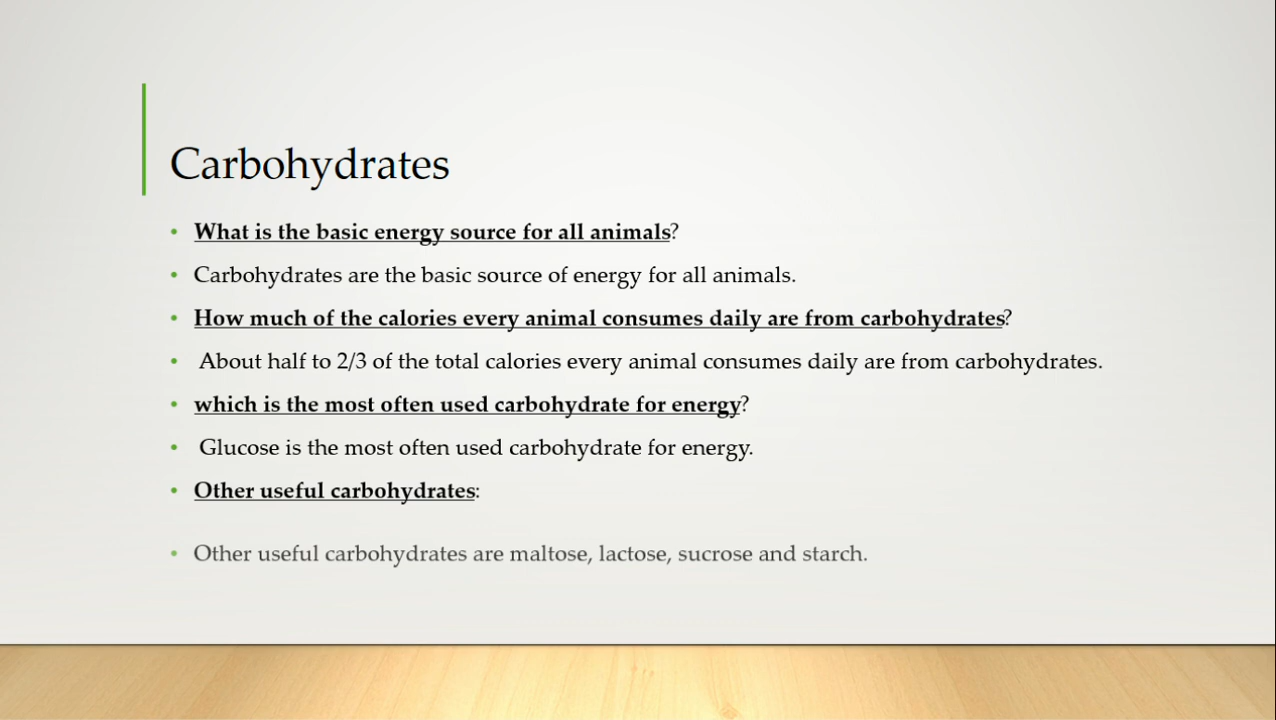 Carbohydrates
• What is the basic energy source for all animals?
• Carbohydrates are the basic source of energy for all animals.
• How much of the calories every animal consumes daily are from carbohydrates?
• About half to 2/3 of the total calories every animal consumes daily are from carbohydrates.
• which is the most often used carbohydrate for energy?
• Glucose is the most often used carbohydrate for energy.
• Other useful carbohydrates:
• Other useful carbohydrates are maltose, lactose, sucrose and starch.